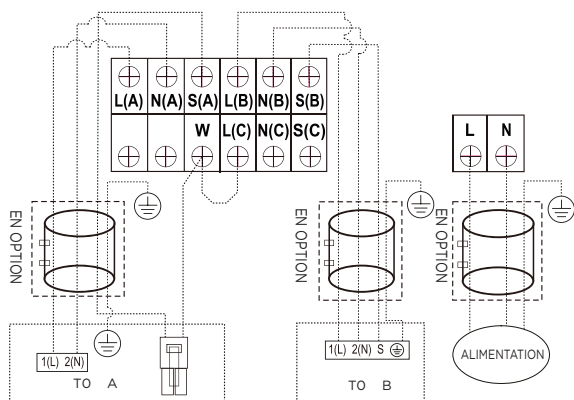 L(A) N(A) S(A) L(B) N(B) S(B)
W L(C) N(C) S(C)
L N
EN OPTION
EN OPTION
EN OPTION
1(L) 2(N)
TO A
1(L) 2(N) S
TO B
ALIMENTATION